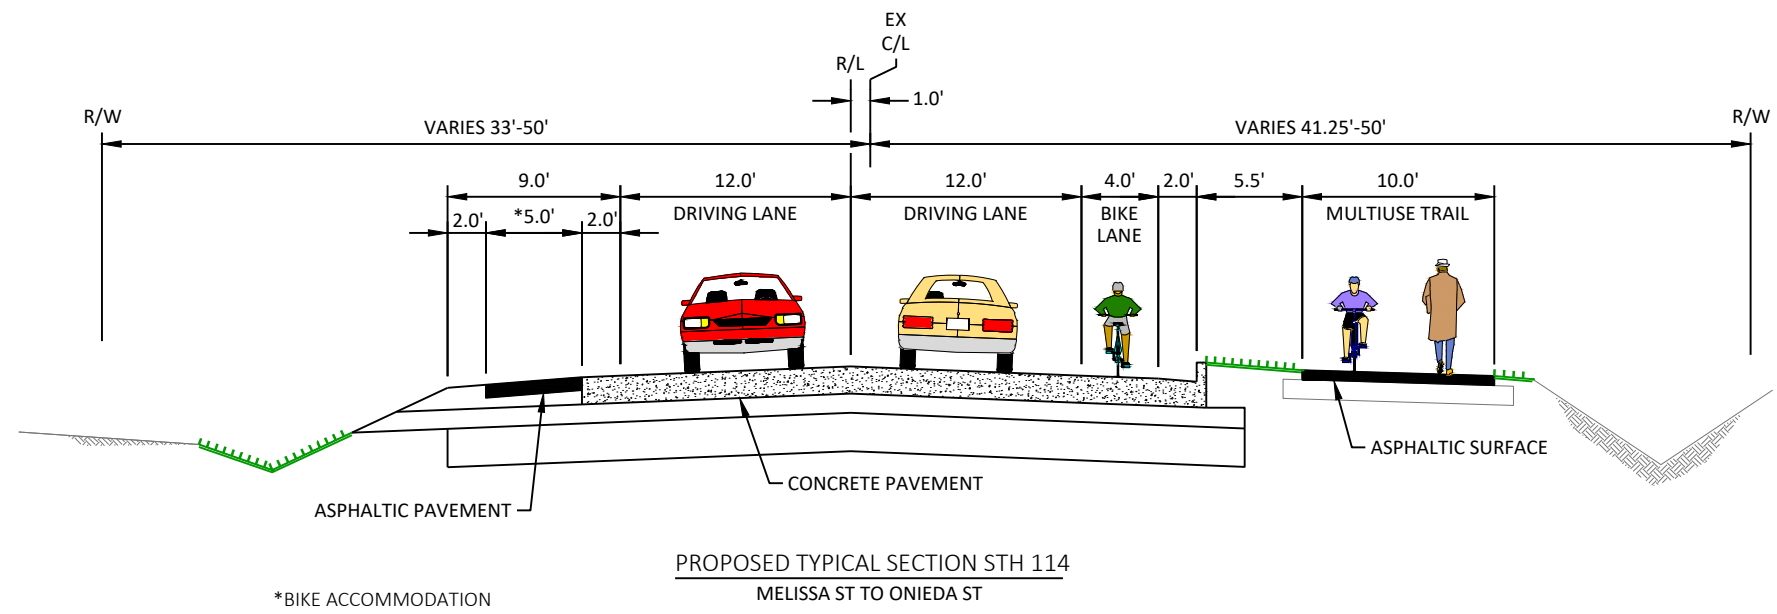 EX
C/L
R/L
1.0'
R/W
VARIES 33'-50'
VARIES 41.25'-50'
R/W
9.0'
12.0'
12.0'
4.0'
2.0'
5.5'
10.0'
2.0'
*5.0'
2.0'
DRIVING LANE
DRIVING LANE
BIKE
LANE
MULTIUSE TRAIL
ASPHALTIC SURFACE
CONCRETE PAVEMENT
ASPHALTIC PAVEMENT
PROPOSED TYPICAL SECTION STH 114
MELISSA ST TO ONIEDA ST
*BIKE ACCOMMODATION